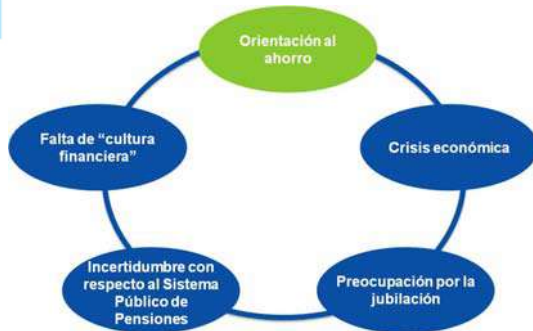 Orientación al
ahorro
Falta de “cultura
financiera”
Crisis económica
Incertidumbre con
respecto al Sistema
Público de
Pensiones
Preocupación por la
jubilación